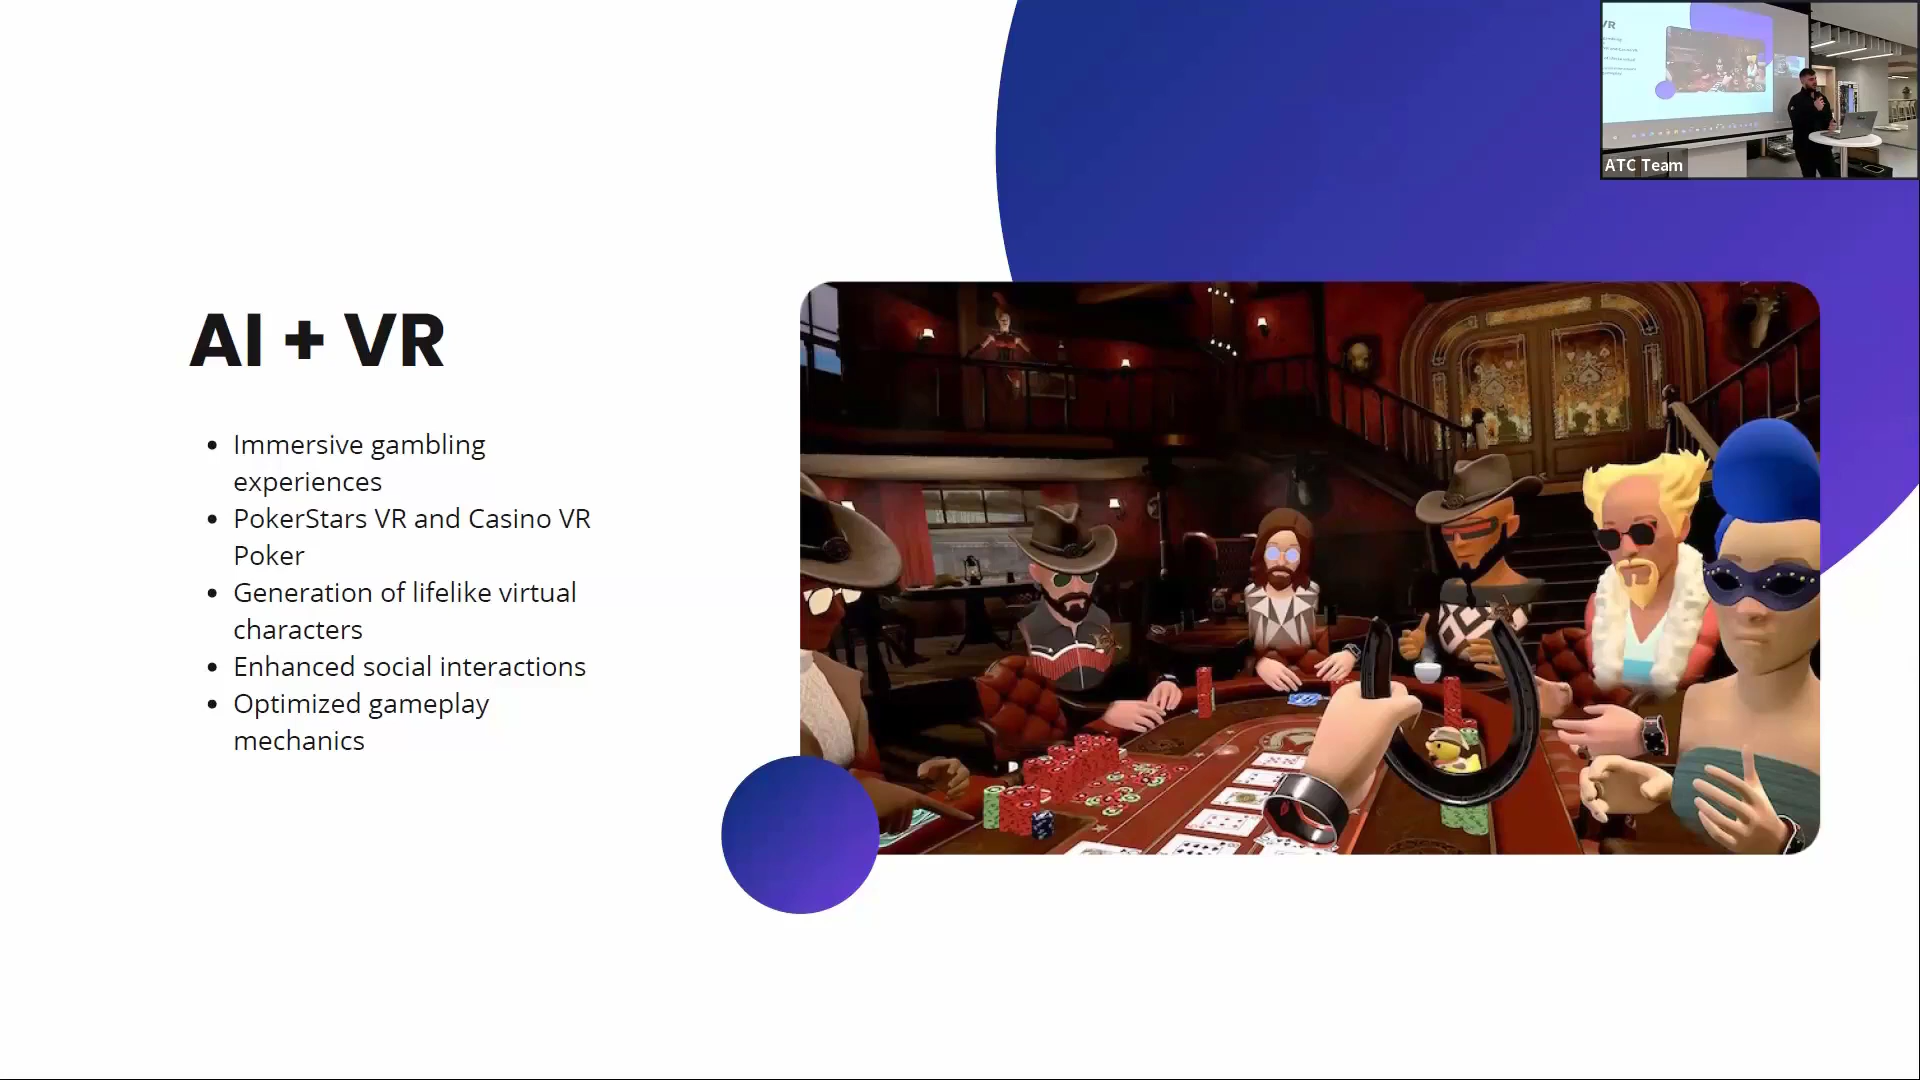 ATC Team
AI + VR
• Immersive gambling
experiences
• PokerStars VR and Casino VR
Poker
• Generation of lifelike virtual
characters
• Enhanced social interactions
• Optimized gameplay
mechanics